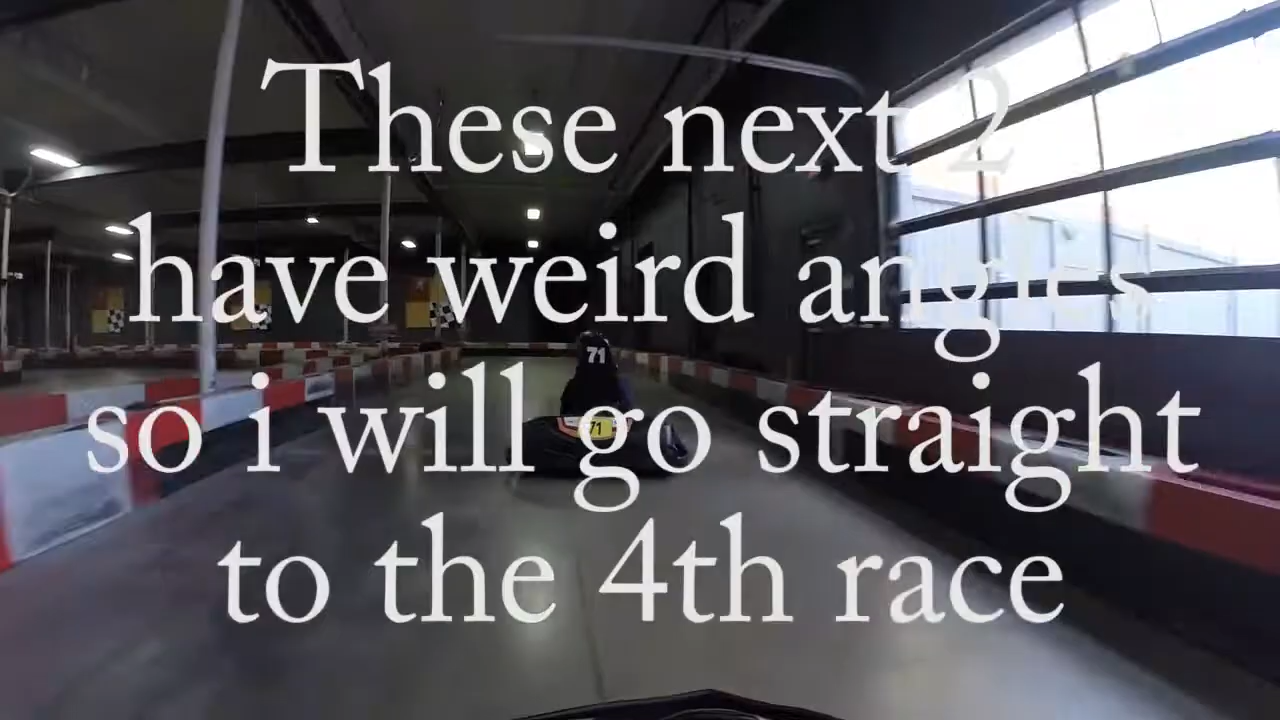 These next 2
have weird angles
so i will go straight
to the 4th race
71
71